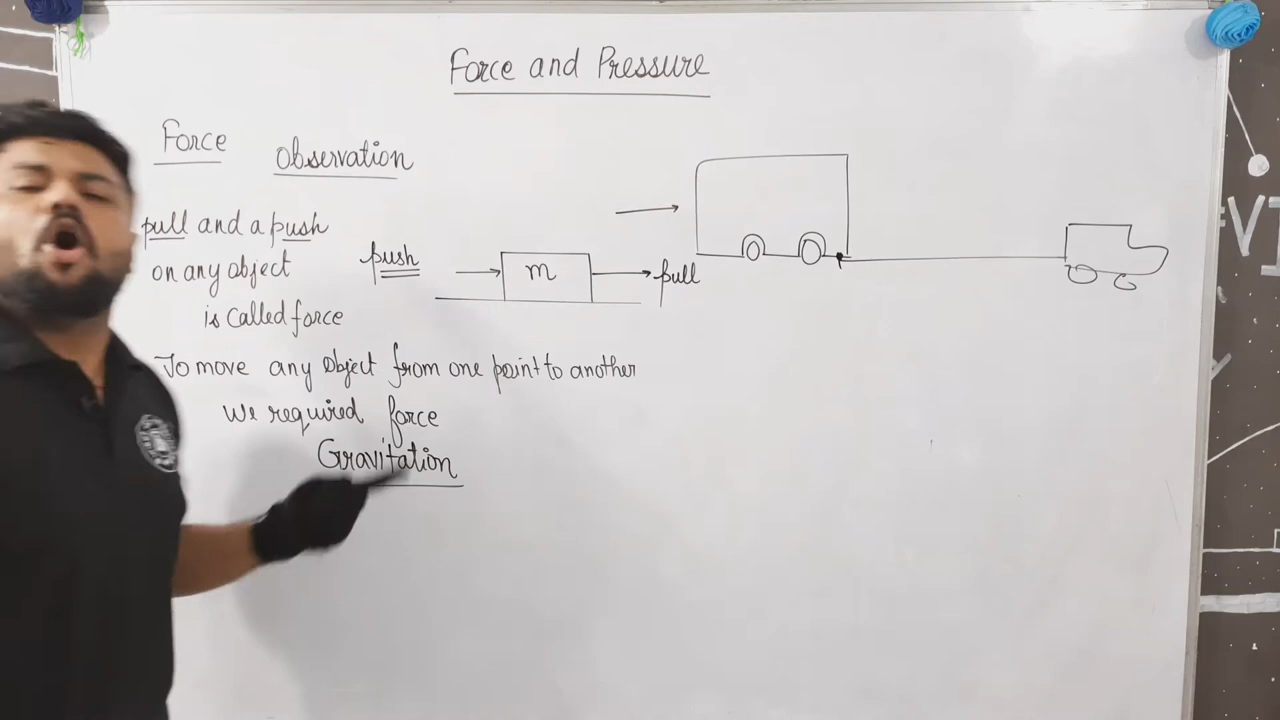 Force and Pressure
Force
observation
pull and a push
on any object
is called force
push
m
pull
To move any object from one point to another
We required force
Gravitation